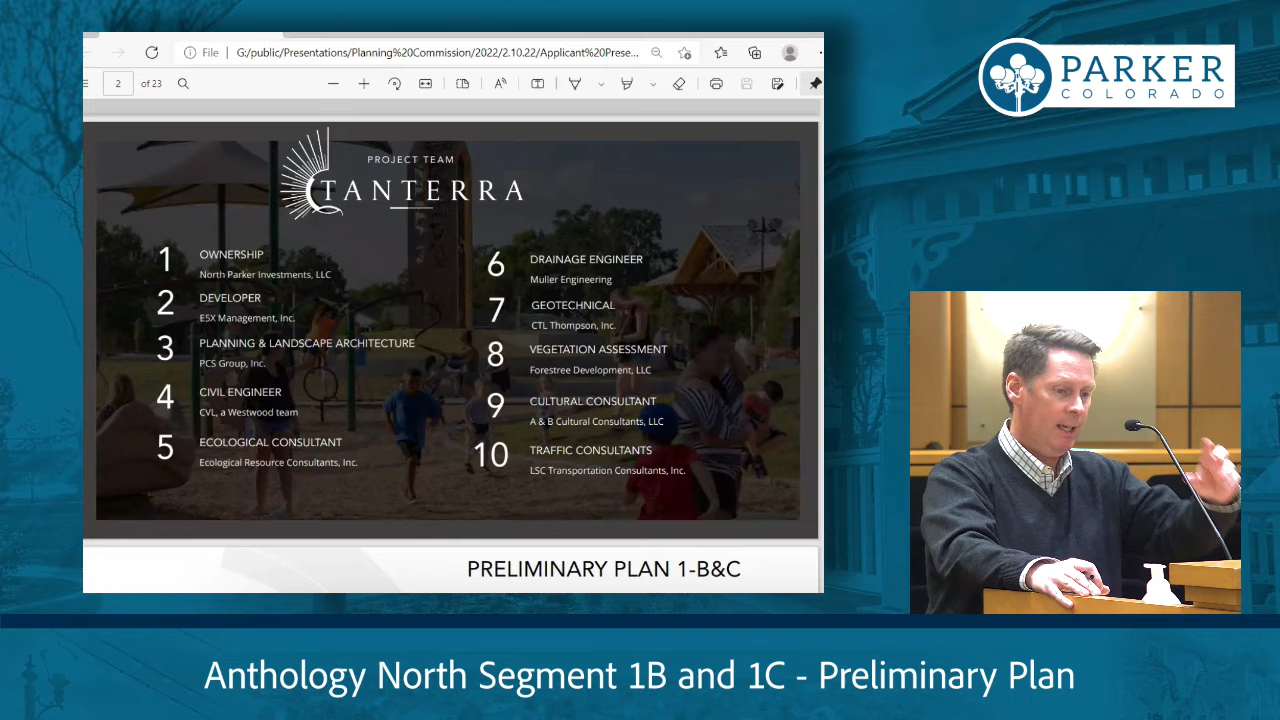 File
G:/public/Presentations/Planning%20Commission/2022/2.10.22/Applicant%20Prese...
2 of 23
PARKER
COLORADO
PROJECT TEAM
TANTERRA
1 OWNERSHIP
North Parker Investments, LLC
2 DEVELOPER
E5X Management, Inc.
3 PLANNING & LANDSCAPE ARCHITECTURE
PCS Group, Inc.
4 CIVIL ENGINEER
CVL, a Westwood team
5 ECOLOGICAL CONSULTANT
Ecological Resource Consultants, Inc.
6 DRAINAGE ENGINEER
Muller Engineering
7 GEOTECHNICAL
CTL Thompson, Inc.
8 VEGETATION ASSESSMENT
Forestree Development, LLC
9 CULTURAL CONSULTANT
A & B Cultural Consultants, LLC
10 TRAFFIC CONSULTANTS
LSC Transportation Consultants, Inc.
PRELIMINARY PLAN 1-B&C
Anthology North Segment 1B and 1C - Preliminary Plan